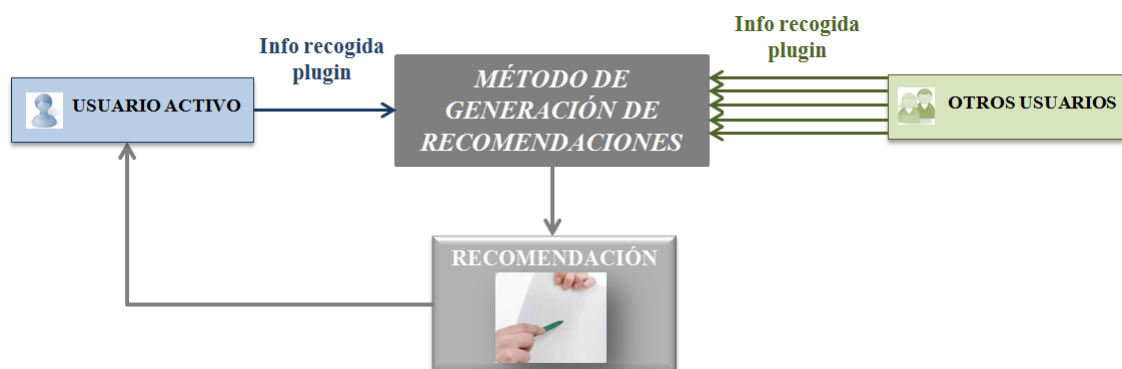 Info recogida
plugin
USUARIO ACTIVO
MÉTODO DE
GENERACIÓN DE
RECOMENDACIONES
Info recogida
plugin
OTROS USUARIOS
RECOMENDACIÓN